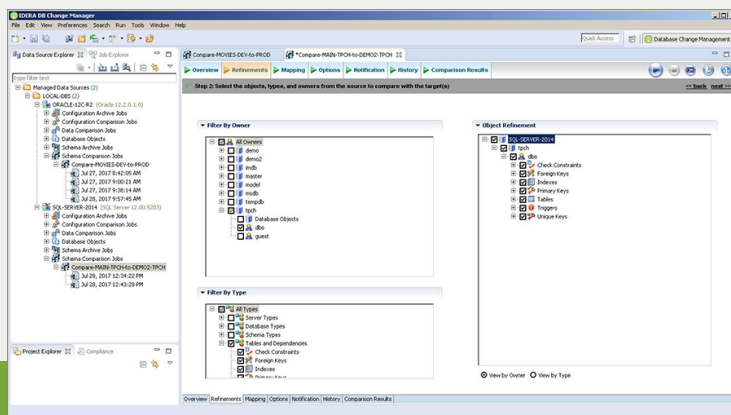 IDERA DB Change Manager
File Edit View Preferences Search Run Tools Window Help
Quick Access
Database Change Management
Data Source Explorer
Job Explorer
type filter text
Managed Data Sources (2)
LOCAL-DBS (2)
ORACLE-12C-R2 (Oracle 12.2.0.1.0)
Configuration Archive Jobs
Configuration Comparison Jobs
Data Comparison Jobs
Database Objects
Schema Archive Jobs
Schema Comparison Jobs
Compare-MOVIES-DEV-to-PROD
Jul 27, 2017 8:42:05 AM
Jul 27, 2017 9:00:21 AM
Jul 27, 2017 9:38:14 AM
Jul 28, 2017 9:57:45 AM
SQL-SERVER-2014 (SQL Server 12.00.5203)
Configuration Archive Jobs
Configuration Comparison Jobs
Data Comparison Jobs
Database Objects
Schema Archive Jobs
Schema Comparison Jobs
Compare-MAIN-TPCH-to-DEMO2-TPCH
Jul 28, 2017 12:34:22 PM
Jul 28, 2017 12:43:28 PM
Project Explorer
Compliance
Compare-MOVIES-DEV-to-PROD
*Compare-MAIN-TPCH-to-DEMO2-TPCH
Overview Refinements Mapping Options Notification History Comparison Results
Step 2: Select the objects, types, and owners from the source to compare with the target(s)
<< back next >>
Filter By Owner
All Owners
demo
demo2
imdb
master
model
msdb
tempdb
tpch
Database Objects
dbo
guest
Filter By Type
All Types
Server Types
Database Types
Schema Types
Tables and Dependencies
Check Constraints
Foreign Keys
Indexes
Primary Keys
Object Refinement
SQL-SERVER-2014
tpch
dbo
Check Constraints
Foreign Keys
Indexes
Primary Keys
Tables
Triggers
Unique Keys
View by Owner View by Type
Overview Refinements Mapping Options Notification History Comparison Results